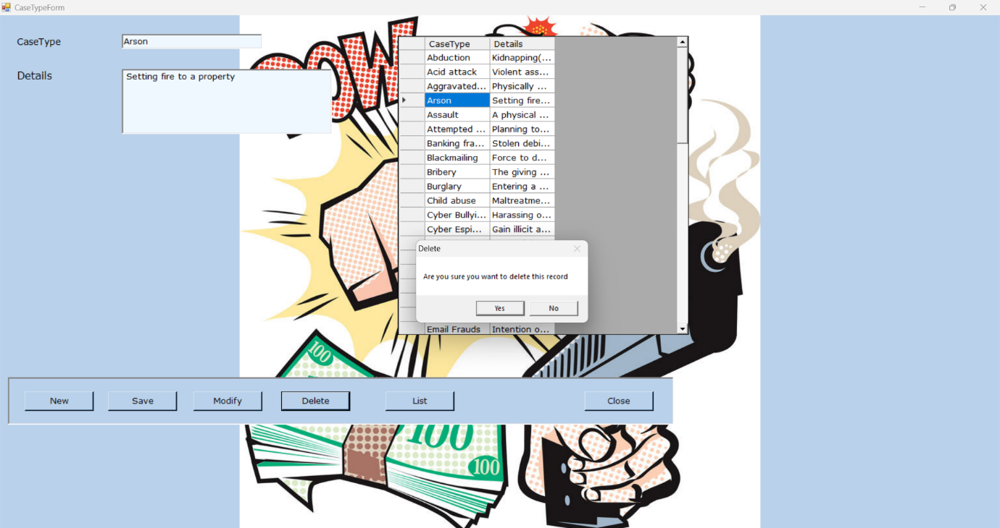 CaseTypeForm
CaseType
Arson
Details
Setting fire to a property
POW
CaseType Details
Abduction Kidnapping(...
Acid attack Violent ass...
Aggravated... Physically ...
Arson Setting fire...
Assault A physical ...
Attempted ... Planning to...
Banking fra... Stolen debi...
Blackmailing Force to d...
Bribery The giving ...
Burglary Entering a ...
Child abuse Maltreatme...
Cyber Bullyi... Harassing o...
Cyber Espi... Gain illicit a...
Delete
Are you sure you want to delete this record
Yes No
Email Frauds Intention o...
100
New Save Modify Delete List Close
100
100